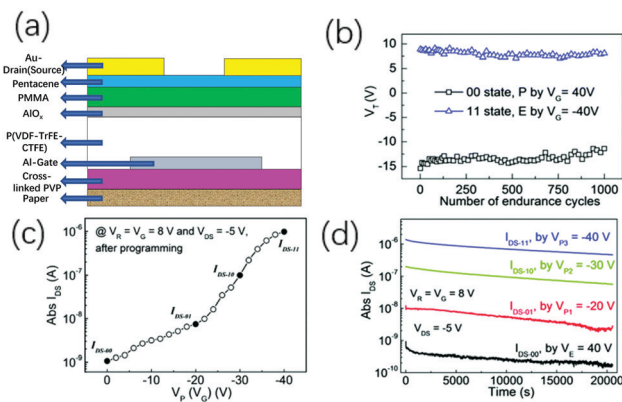 (a)
Au-
Drain(Source)
Pentacene
PMMA
AlOx
P(VDF-TrFE-
CTFE)
Al-Gate
Cross-
linked PVP
Paper
(b)
15
10
5
0
-5
-10
-15
VT (V)
00 state, P by VG= 40V
11 state, E by VG= -40V
0 250 500 750 1000
Number of endurance cycles
(c)
@ VR = VG = 8 V and VDS = -5 V,
after programming
10-6
10-7
10-8
10-9
Abs IDS (A)
IDS-11
IDS-10
IDS-01
IDS-00
0 -10 -20 -30 -40
VP (VG) (V)
(d)
10-5
10-6
10-7
10-8
10-9
10-10
Abs IDS (A)
IDS-11, by VP3 = -40 V
IDS-10, by VP2 = -30 V
VR = VG = 8 V
IDS-01, by VP1 = -20 V
VDS = -5 V
IDS-00, by VE = 40 V
0 5000 10000 15000 20000
Time (s)